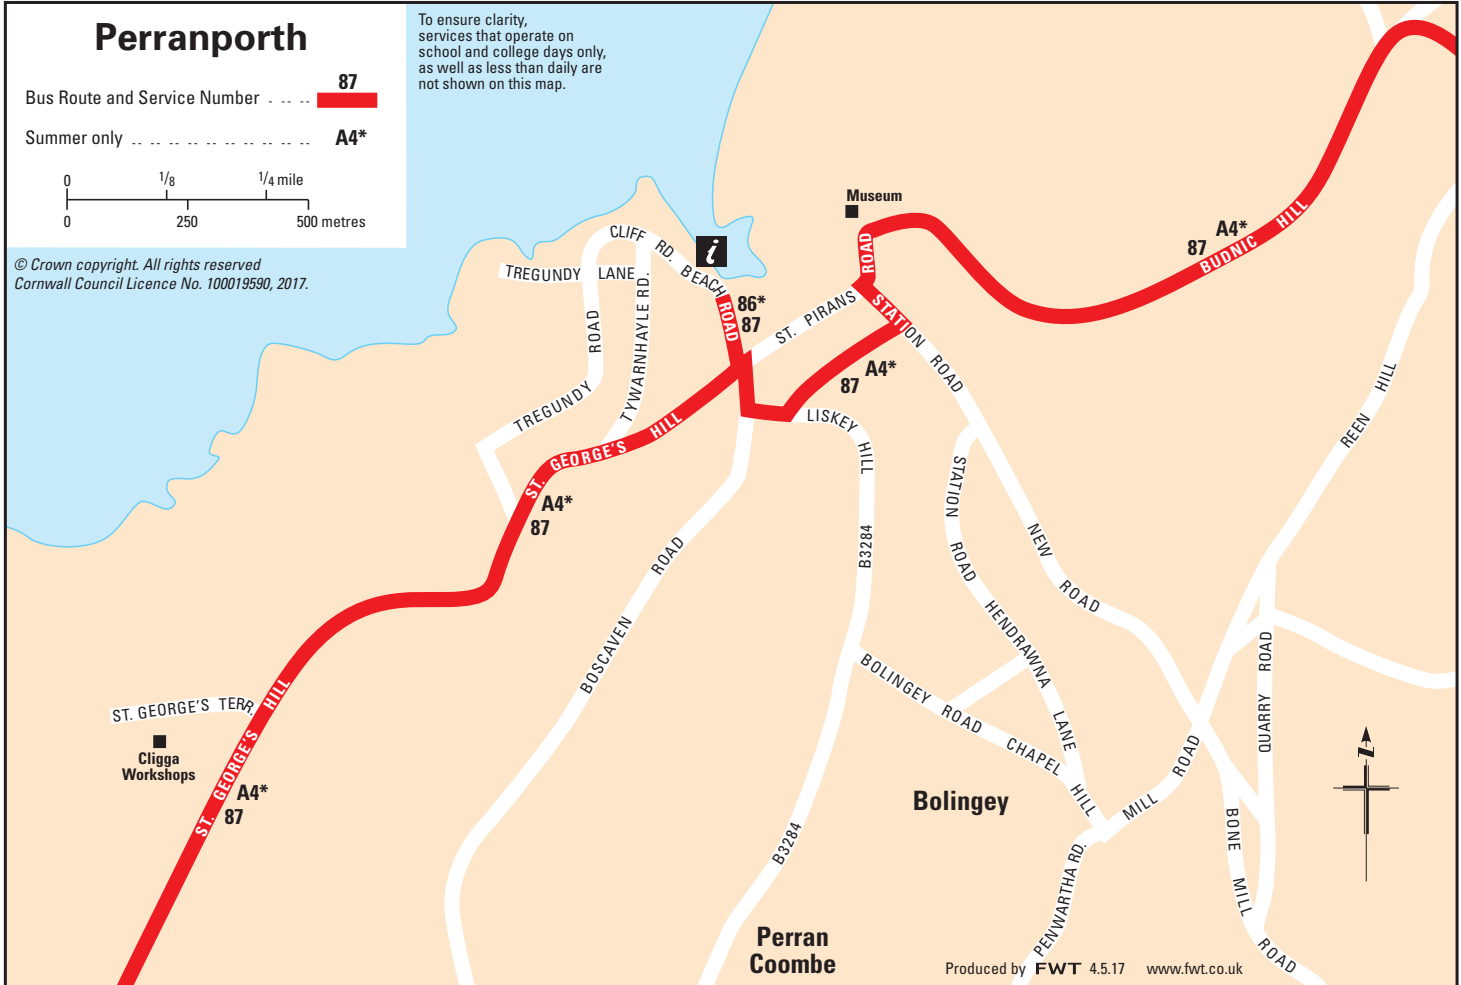 Perranporth
Bus Route and Service Number
87
Summer only
A4*
0 1/8 1/4 mile
0 250 500 metres
To ensure clarity,
services that operate on
school and college days only,
as well as less than daily are
not shown on this map.
© Crown copyright. All rights reserved
Cornwall Council Licence No. 100019590, 2017.
Museum
i
CLIFF RD.
BEACH ROAD
TREGUNDY LANE
TREGUNDY ROAD
TYWARNHAYLE RD.
86*
87
ST. PIRANS ROAD
STATION ROAD
A4*
87
A4*
87
BUDNIC HILL
ST. GEORGE'S HILL
A4*
87
LISKEY HILL
B3284
STATION ROAD
NEW ROAD
REEN HILL
BOSCAVEN ROAD
HENDRAWNA LANE
BOLINGEY ROAD
CHAPEL HILL
MILL ROAD
QUARRY ROAD
ST. GEORGE'S TERR.
Cligga
Workshops
ST. GEORGE'S HILL
A4*
87
Bolingey
B3284
BONE MILL ROAD
PENWARTHA RD.
Perran
Coombe
Produced by FWT 4.5.17 www.fwt.co.uk
N